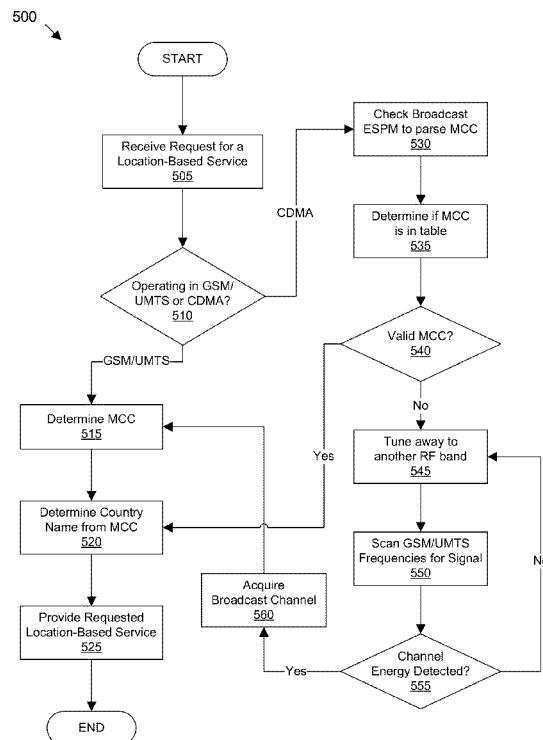 500
START
Receive Request for a
Location-Based Service
505
Operating in GSM/
UMTS or CDMA?
510
GSM/UMTS
CDMA
Determine MCC
515
Determine Country
Name from MCC
520
Provide Requested
Location-Based Service
525
END
Check Broadcast
ESPM to parse MCC
530
Determine if MCC
is in table
535
Valid MCC?
540
Yes
No
Tune away to
another RF band
545
Scan GSM/UMTS
Frequencies for Signal
550
Channel
Energy Detected?
555
Yes
Acquire
Broadcast Channel
560